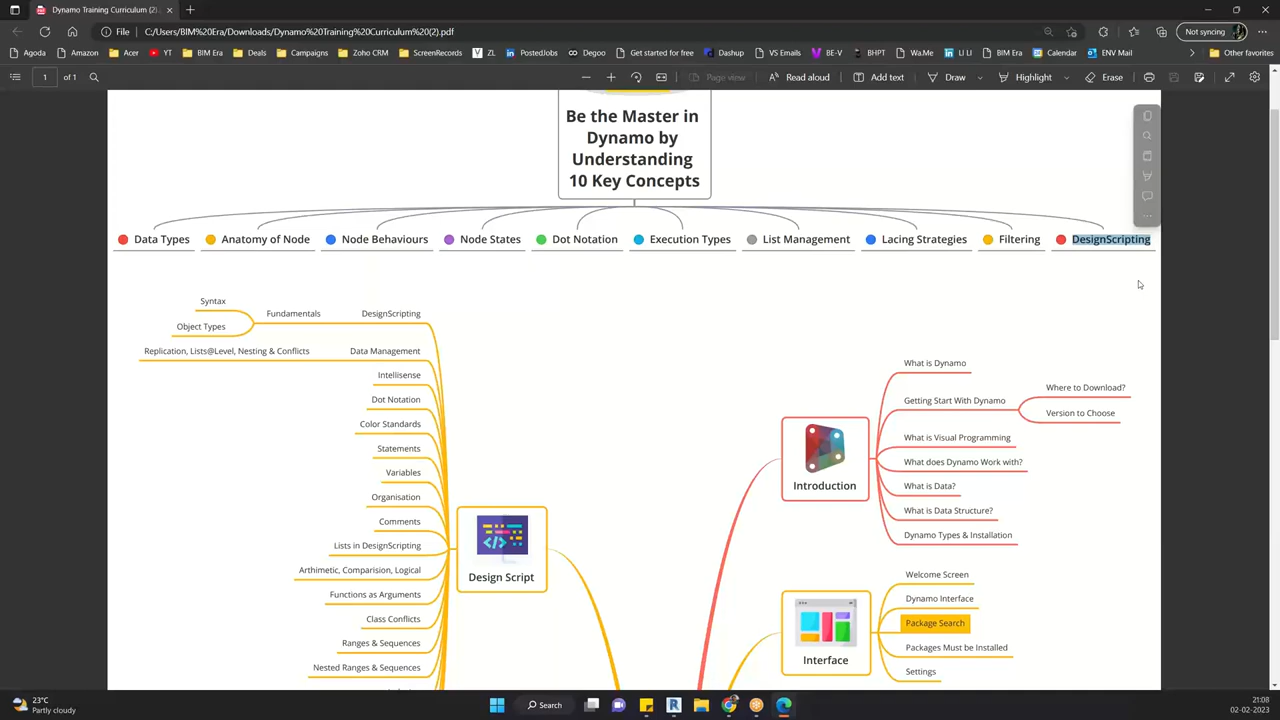 Dynamo Training Curriculum (2).
File
C:/Users/BIM%20Era/Downloads/Dynamo%20Training%20Curriculum%20(2).pdf
Not syncing
Agoda
Amazon
Acer
YT
BIM Era
Deals
Campaigns
Zoho CRM
ScreenRecords
ZL
PostedJobs
Degoo
Get started for free
Dashup
VS Emails
BE-V
BHPT
Wa.Me
LI LI
BIM Era
Calendar
ENV Mail
Other favorites
1 of 1
Page view
Read aloud
Add text
Draw
Highlight
Erase
Be the Master in
Dynamo by
Understanding
10 Key Concepts
Data Types
Anatomy of Node
Node Behaviours
Node States
Dot Notation
Execution Types
List Management
Lacing Strategies
Filtering
DesignScripting
Syntax
Object Types
Fundamentals
DesignScripting
Replication, Lists@Level, Nesting & Conflicts
Data Management
Intellisense
Dot Notation
Color Standards
Statements
Variables
Organisation
Comments
Lists in DesignScripting
Arthimetic, Comparision, Logical
Functions as Arguments
Class Conflicts
Ranges & Sequences
Nested Ranges & Sequences
Design Script
Introduction
What is Dynamo
Getting Start With Dynamo
Where to Download?
Version to Choose
What is Visual Programming
What does Dynamo Work with?
What is Data?
What is Data Structure?
Dynamo Types & Installation
Interface
Welcome Screen
Dynamo Interface
Package Search
Packages Must be Installed
Settings
23°C
Partly cloudy
Search
21:08
02-02-2023